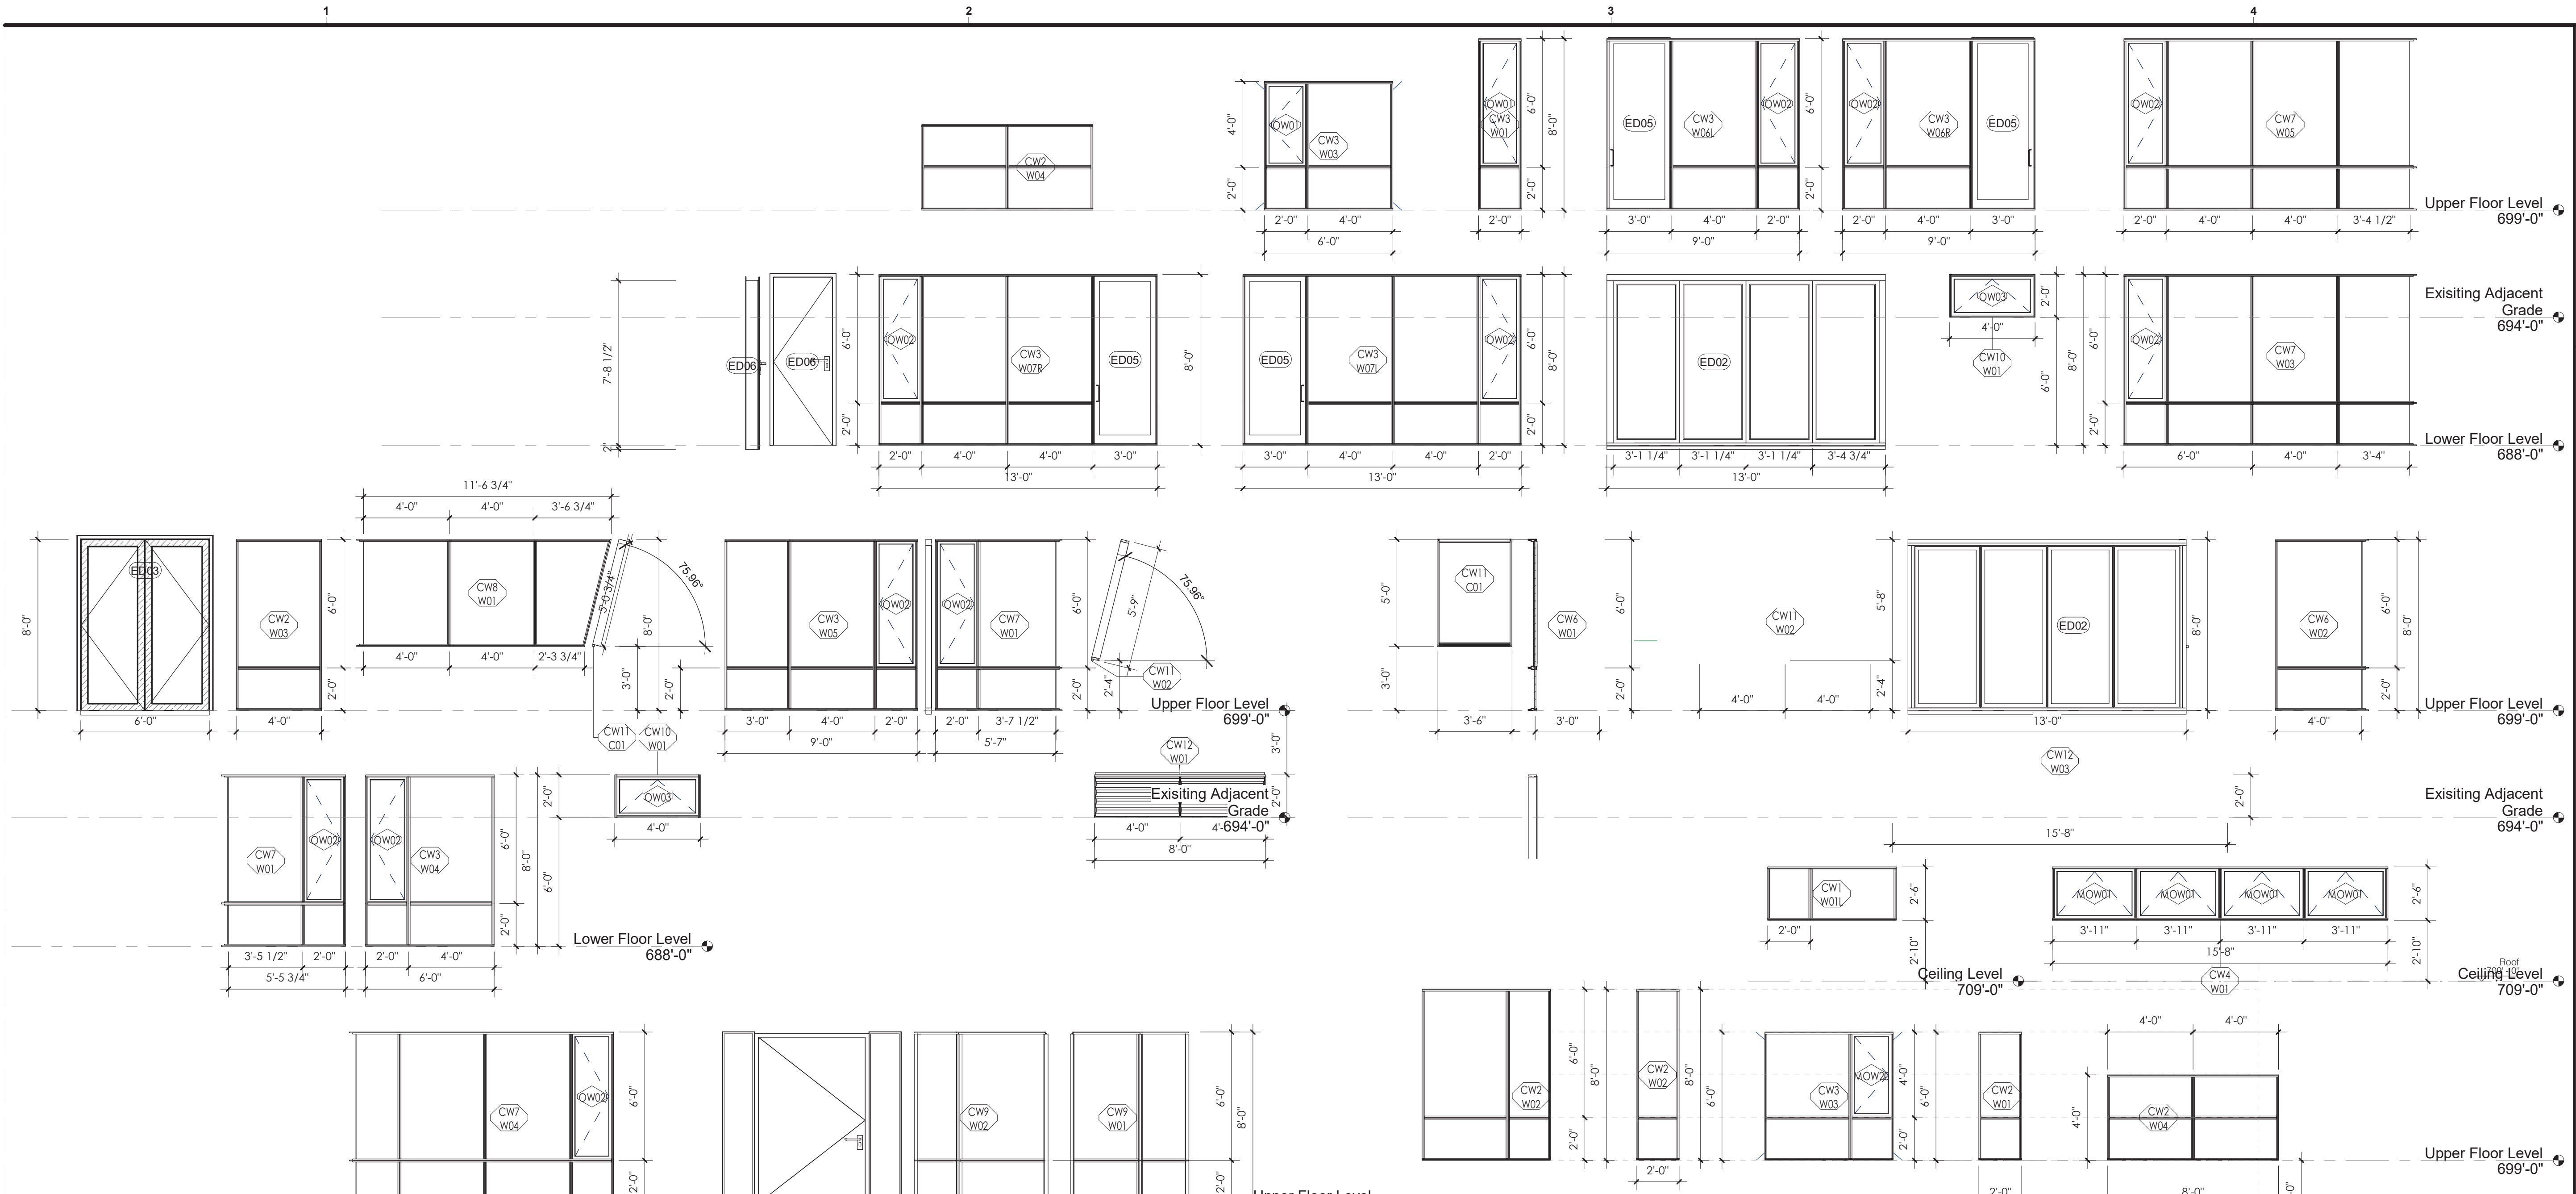 1 2 3 4
OW01
CW3
W03
4'-0"
2'-0"
2'-0" 4'-0"
6'-0"
CW2
W04
OW01
CW3
W01
6'-0"
2'-0"
8'-0"
2'-0"
ED05
CW3
W06L
OW02
6'-0"
2'-0"
3'-0" 4'-0" 2'-0"
9'-0"
OW02
CW3
W06R
ED05
2'-0" 4'-0" 3'-0"
9'-0"
OW02
CW7
W05
2'-0" 4'-0" 4'-0" 3'-4 1/2"
Upper Floor Level
699'-0"
7'-8 1/2"
2"
ED06
ED06
6'-0"
2'-0"
OW02
CW3
W07R
ED05
8'-0"
2'-0" 4'-0" 4'-0" 3'-0"
13'-0"
ED05
CW3
W07L
OW02
6'-0"
2'-0"
8'-0"
3'-0" 4'-0" 4'-0" 2'-0"
13'-0"
ED02
3'-1 1/4" 3'-1 1/4" 3'-1 1/4" 3'-4 3/4"
13'-0"
OW03
4'-0"
CW10
W01
2'-0"
6'-0"
8'-0"
6'-0"
2'-0"
OW02
CW7
W03
6'-0" 4'-0" 3'-4"
Exisiting Adjacent
Grade
694'-0"
Lower Floor Level
688'-0"
8'-0"
ED03
6'-0"
CW2
W03
4'-0"
6'-0"
2'-0"
11'-6 3/4"
4'-0" 4'-0" 3'-6 3/4"
CW8
W01
4'-0" 4'-0" 2'-3 3/4"
5'-0 3/4"
75.96°
3'-0"
8'-0"
2'-0"
CW11
C01
CW10
W01
CW3
W05
OW02
3'-0" 4'-0" 2'-0"
9'-0"
OW02
CW7
W01
2'-0" 3'-7 1/2"
5'-7"
6'-0"
2'-0"
2'-4"
5'-9"
75.96°
CW11
W02
Upper Floor Level
699'-0"
5'-0"
3'-0"
CW11
C01
3'-6"
CW6
W01
3'-0"
6'-0"
2'-0"
CW11
W02
4'-0" 4'-0"
5'-8"
2'-4"
ED02
8'-0"
13'-0"
CW6
W02
4'-0"
6'-0"
2'-0"
8'-0"
Upper Floor Level
699'-0"
CW7
W01
OW02
3'-5 1/2" 2'-0"
5'-5 3/4"
OW02
CW3
W04
2'-0" 4'-0"
6'-0"
6'-0"
2'-0"
8'-0"
2'-0"
6'-0"
OW03
4'-0"
Lower Floor Level
688'-0"
CW12
W01
3'-0"
2'-0"
Exisiting Adjacent
Grade
694'-0"
4'-0" 4'-
8'-0"
CW12
W03
2'-0"
15'-8"
Exisiting Adjacent
Grade
694'-0"
CW1
W01L
2'-0"
2'-6"
2'-10"
Ceiling Level
709'-0"
MOW01 MOW01 MOW01 MOW01
3'-11" 3'-11" 3'-11" 3'-11"
15'-8"
CW4
W01
2'-6"
2'-10"
Roof
Ceiling Level
709'-0"
CW7
W04
OW02
6'-0"
2'-0"
CW9
W02
CW9
W01
6'-0"
2'-0"
8'-0"
CW2
W02
6'-0"
2'-0"
8'-0"
CW2
W02
2'-0"
8'-0"
6'-0"
CW3
W03
4'-0"
2'-0"
6'-0"
CW2
W01
2'-0"
4'-0" 4'-0"
4'-0"
CW2
W04
8'-0"
Upper Floor Level
699'-0"